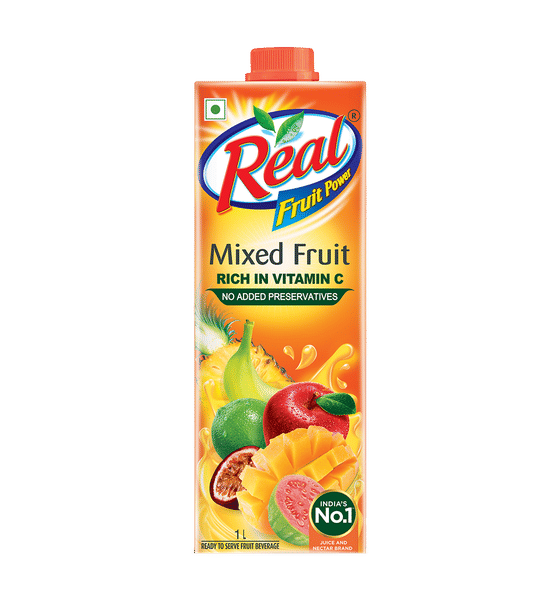 Real®
Fruit Power
Mixed Fruit
RICH IN VITAMIN C
NO ADDED PRESERVATIVES
INDIA'S
No.1
JUICE AND
NECTAR BRAND
1 L
READY TO SERVE FRUIT BEVERAGE